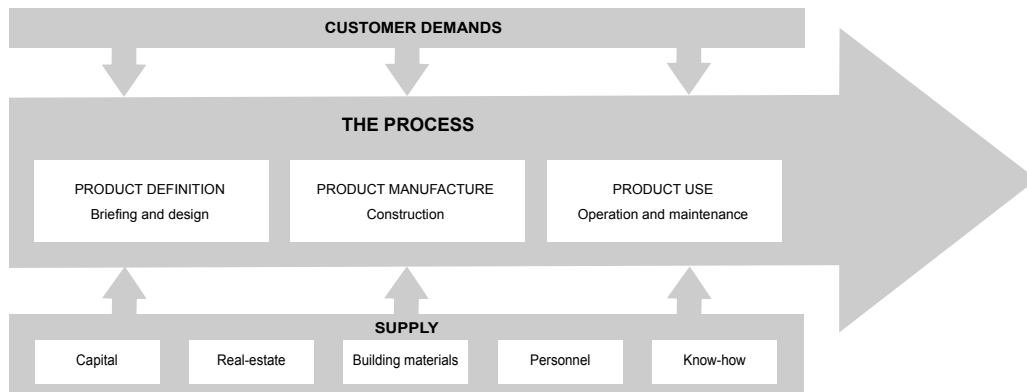 CUSTOMER DEMANDS
THE PROCESS
PRODUCT DEFINITION
Briefing and design
PRODUCT MANUFACTURE
Construction
PRODUCT USE
Operation and maintenance
SUPPLY
Capital
Real-estate
Building materials
Personnel
Know-how